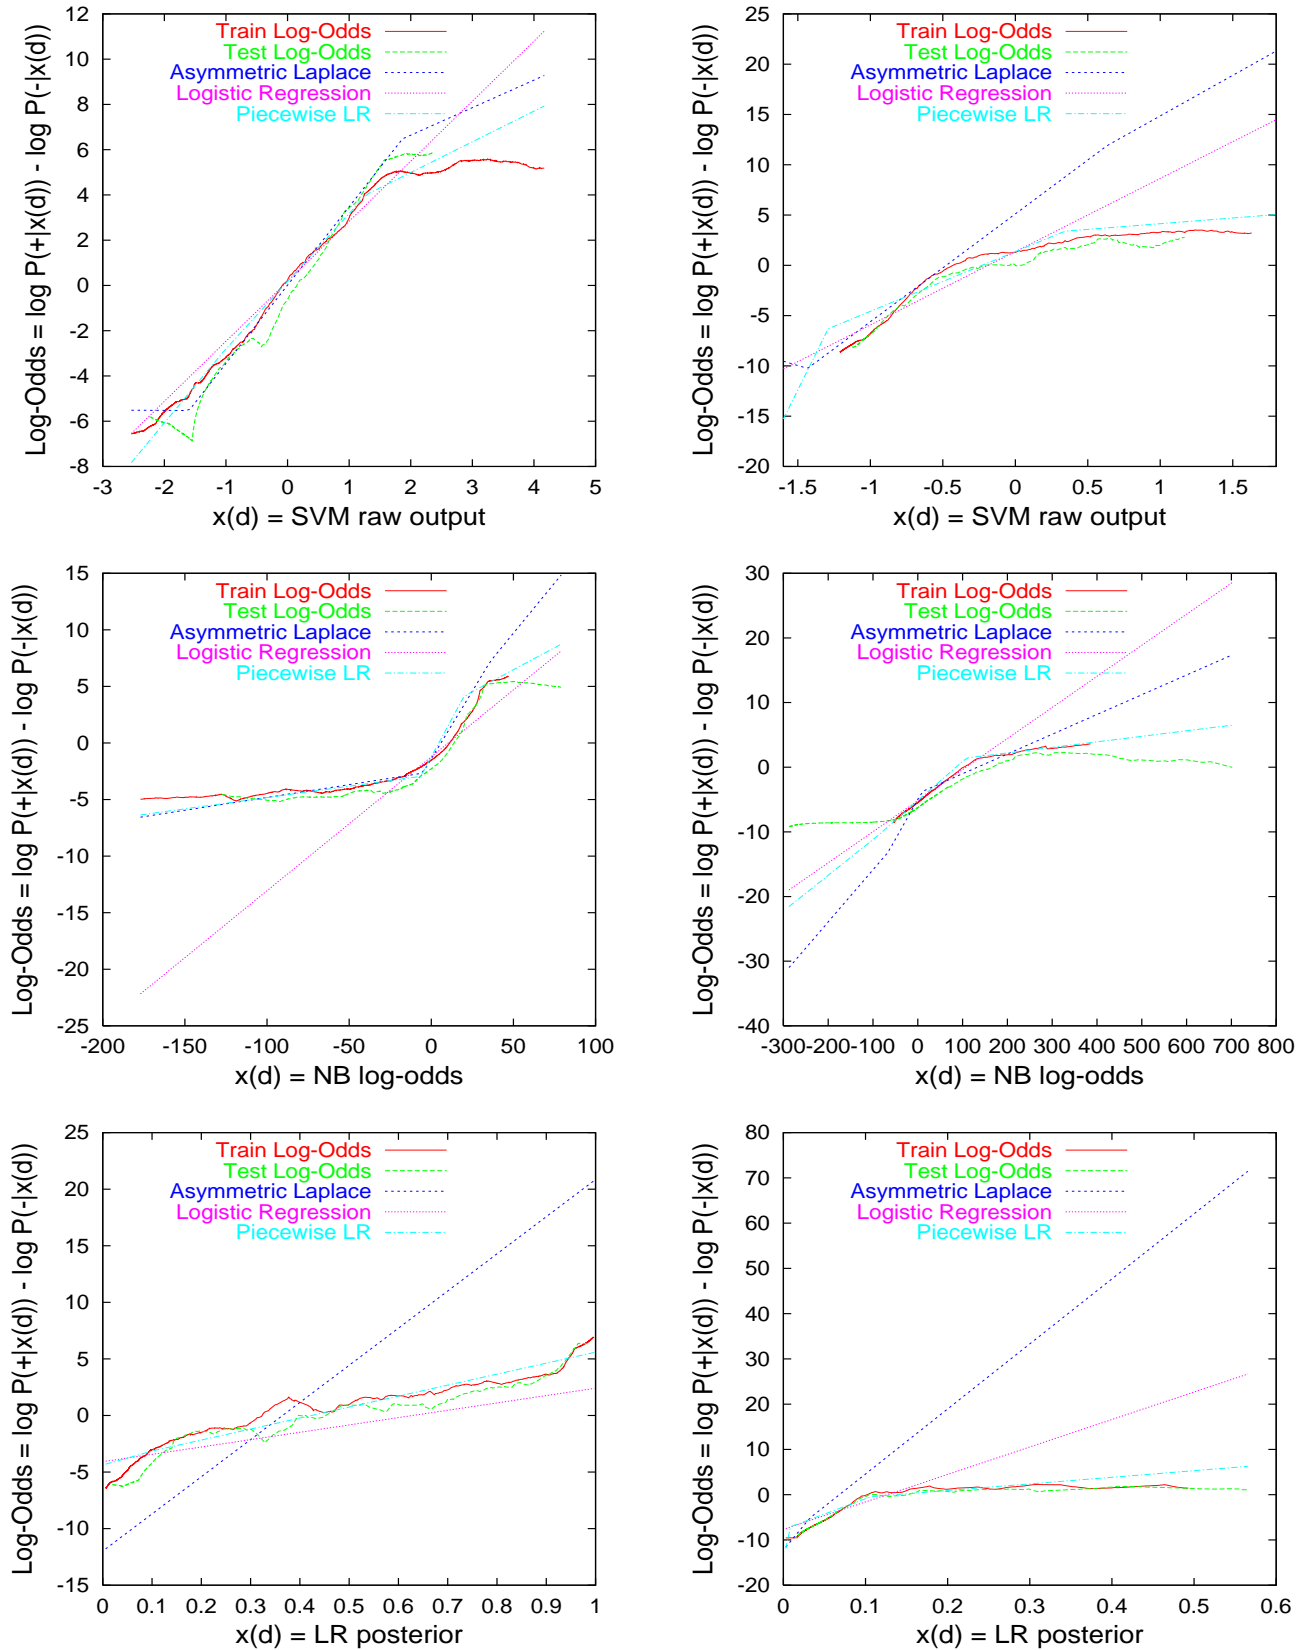 12
10
8
6
4
2
0
-2
-4
-6
-8
-3
-2
-1
0
1
2
3
4
5
Log-Odds = log P(+|x(d)) - log P(-|x(d))
x(d) = SVM raw output
Train Log-Odds
Test Log-Odds
Asymmetric Laplace
Logistic Regression
Piecewise LR
25
20
15
10
5
0
-5
-10
-15
-20
-1.5
-1
-0.5
0
0.5
1
1.5
Log-Odds = log P(+|x(d)) - log P(-|x(d))
x(d) = SVM raw output
Train Log-Odds
Test Log-Odds
Asymmetric Laplace
Logistic Regression
Piecewise LR
15
10
5
0
-5
-10
-15
-20
-25
-200
-150
-100
-50
0
50
100
Log-Odds = log P(+|x(d)) - log P(-|x(d))
x(d) = NB log-odds
Train Log-Odds
Test Log-Odds
Asymmetric Laplace
Logistic Regression
Piecewise LR
30
20
10
0
-10
-20
-30
-40
-300
-200
-100
0
100
200
300
400
500
600
700
800
Log-Odds = log P(+|x(d)) - log P(-|x(d))
x(d) = NB log-odds
Train Log-Odds
Test Log-Odds
Asymmetric Laplace
Logistic Regression
Piecewise LR
25
20
15
10
5
0
-5
-10
-15
0
0.1
0.2
0.3
0.4
0.5
0.6
0.7
0.8
0.9
1
Log-Odds = log P(+|x(d)) - log P(-|x(d))
x(d) = LR posterior
Train Log-Odds
Test Log-Odds
Asymmetric Laplace
Logistic Regression
Piecewise LR
80
70
60
50
40
30
20
10
0
-10
-20
0
0.1
0.2
0.3
0.4
0.5
0.6
Log-Odds = log P(+|x(d)) - log P(-|x(d))
x(d) = LR posterior
Train Log-Odds
Test Log-Odds
Asymmetric Laplace
Logistic Regression
Piecewise LR